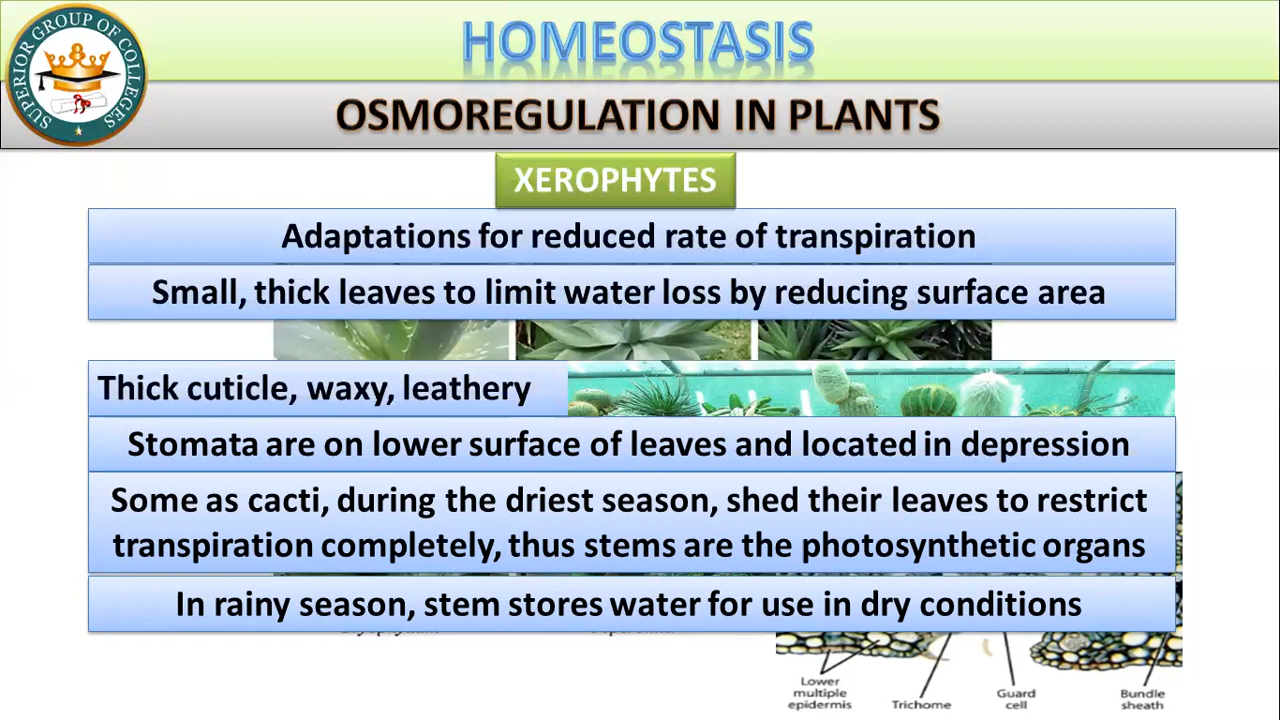 SUPERIOR GROUP OF COLLEGES
HOMEOSTASIS
OSMOREGULATION IN PLANTS
XEROPHYTES
Adaptations for reduced rate of transpiration
Small, thick leaves to limit water loss by reducing surface area
Thick cuticle, waxy, leathery
Stomata are on lower surface of leaves and located in depression
Some as cacti, during the driest season, shed their leaves to restrict
transpiration completely, thus stems are the photosynthetic organs
In rainy season, stem stores water for use in dry conditions
Lower
multiple
epidermis
Trichome
Guard
cell
Bundle
sheath